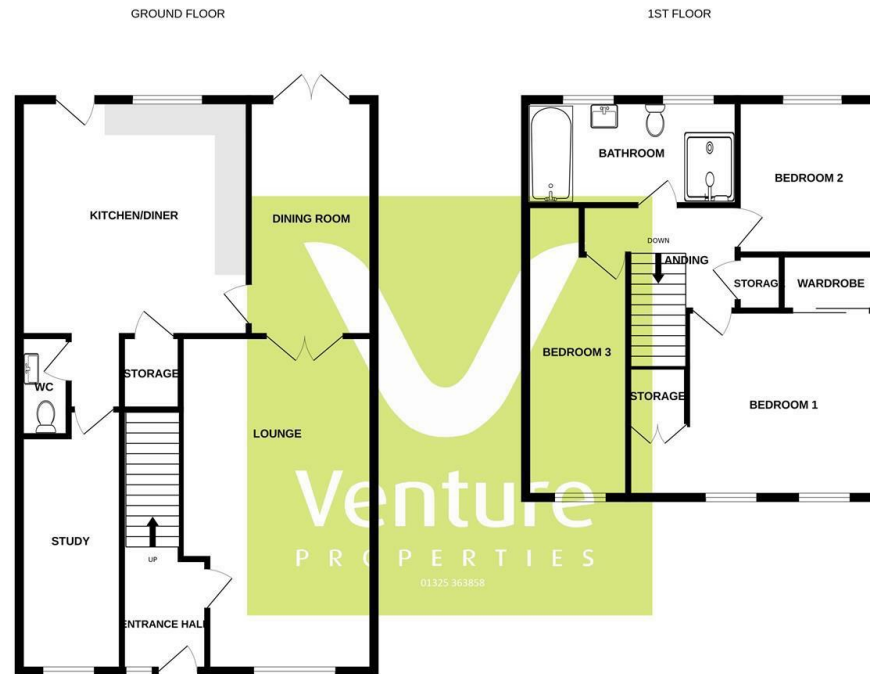 GROUND FLOOR
1ST FLOOR
KITCHEN/DINER
DINING ROOM
WC
STORAGE
LOUNGE
STUDY
UP
ENTRANCE HALL
BATHROOM
BEDROOM 2
DOWN
LANDING
STORAG
WARDROBE
BEDROOM 3
STORAGE
BEDROOM 1
Venture
PROPERTIES
01325 363858